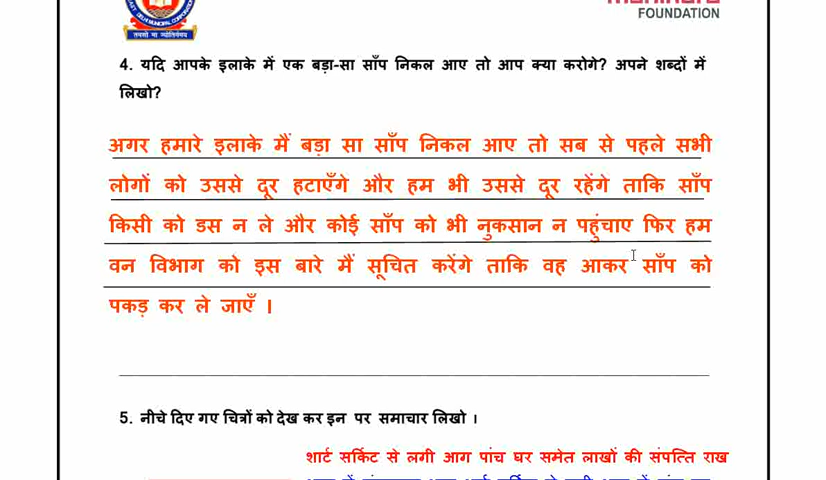 तमसो मा ज्योतिर्गमय
FOUNDATION
4. यदि आपके इलाके में एक बड़ा-सा साँप निकल आए तो आप क्या करोगे? अपने शब्दों में
लिखो?
अगर हमारे इलाके मैं बड़ा सा साँप निकल आए तो सब से पहले सभी
लोगों को उससे दूर हटाएँगे और हम भी उससे दूर रहेंगे ताकि साँप
किसी को डस न ले और कोई साँप को भी नुकसान न पहुंचाए फिर हम
वन विभाग को इस बारे मैं सूचित करेंगे ताकि वह आकर साँप को
पकड़ कर ले जाएँ ।
5. नीचे दिए गए चित्रों को देख कर इन पर समाचार लिखो ।
शार्ट सर्किट से लगी आग पांच घर समेत लाखों की संपत्ति राख